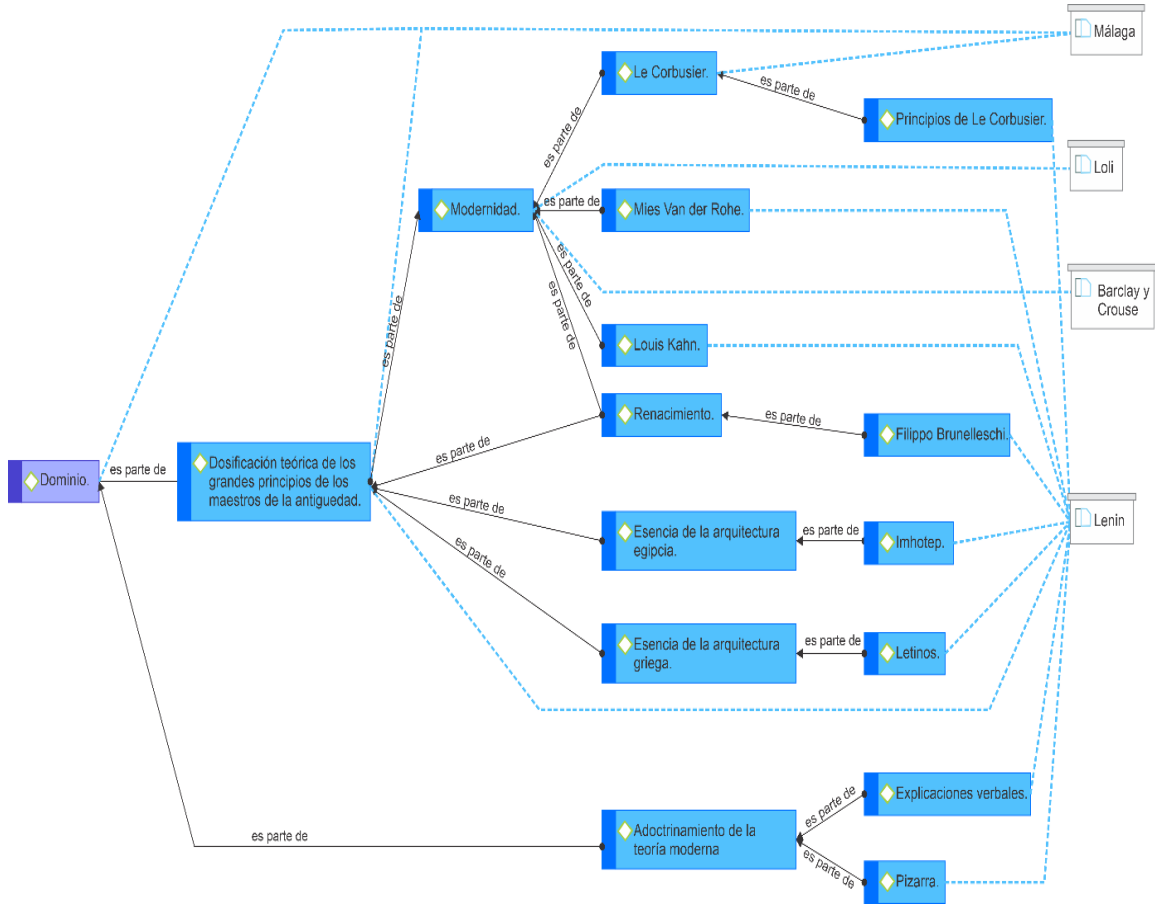 Málaga
Le Corbusier.
es parte de
Principios de Le Corbusier.
es parte de
Loli
Modernidad.
es parte de
Mies Van der Rohe.
es parte de
Barclay y
Crouse
es parte de
es parte de
Louis Kahn.
Renacimiento.
es parte de
Filippo Brunelleschi.
es parte de
Dominio.
es parte de
Dosificación teórica de los
grandes principios de los
maestros de la antiguedad.
es parte de
Esencia de la arquitectura
egipcia.
es parte de
Imhotep.
Lenin
es parte de
Esencia de la arquitectura
griega.
es parte de
Letinos.
Explicaciones verbales.
es parte de
es parte de
Adoctrinamiento de la
teoría moderna
es parte de
Pizarra.